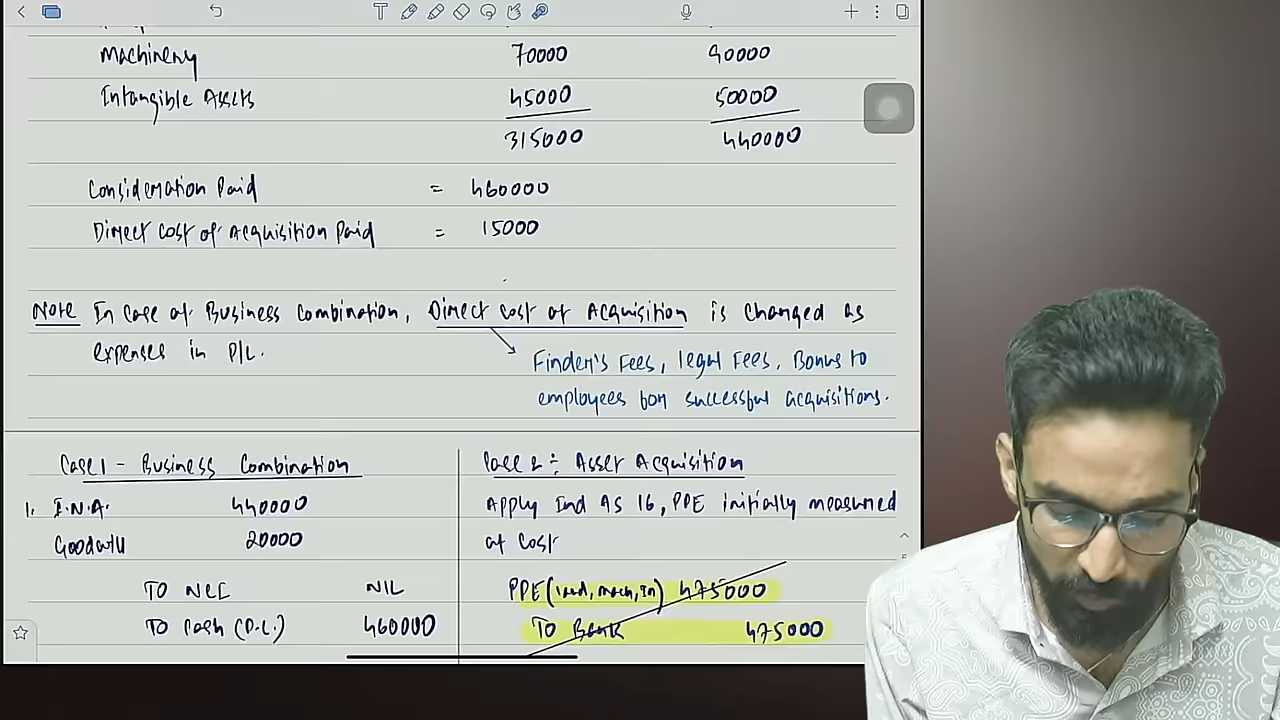 Machinery 70000 90000
Intangible Assets 45000 50000
315000 440000
Consideration Paid = 460000
Direct Cost of Acquisition Paid = 15000
Note In Case of Business Combination, Direct Cost of Acquisition is charged as
expenses in P/L.
Finder's Fees, legal Fees, Bonus to
employees for successful acquisitions.
Case 1 - Business Combination
1. I.N.A. 440000
Goodwill 20000
To NCI NIL
To Cash (P.C.) 460000
Case 2 : Asset Acquisition
Apply Ind AS 16, PPE initially measured
at Cost
PPE (land, mach, In) 475000
To Bank 475000